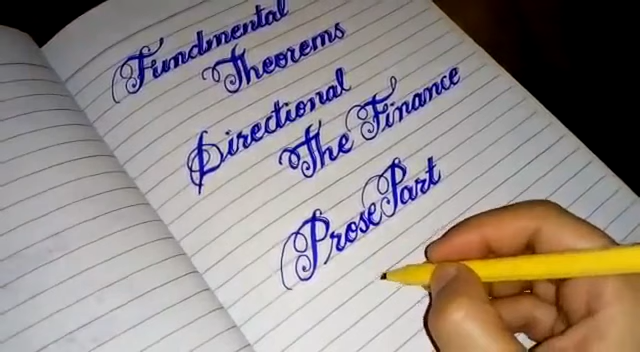 Fundmental
Theorems
Directional
The Finance
Prose Part